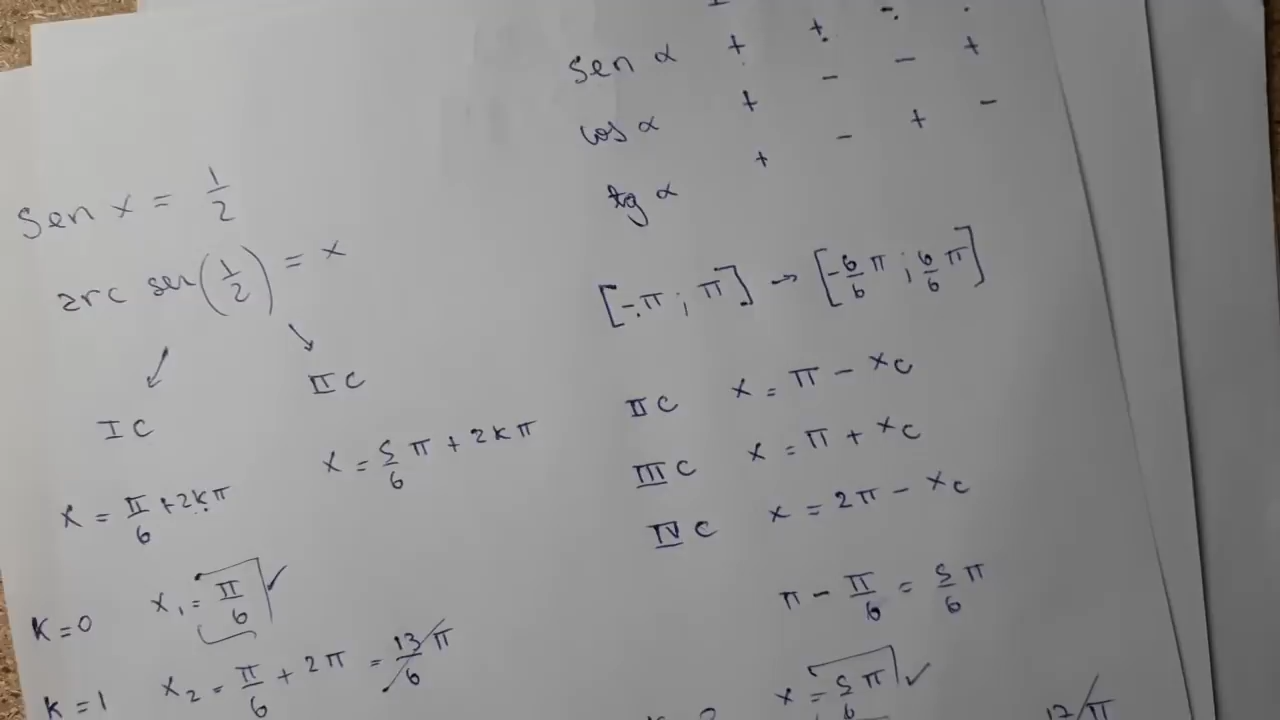 sen α + + - -
cos α + - - +
tg α + - + -
sen x = 1/2
arc sen(1/2) = x
[-π ; π] → [-6/6 π ; 6/6 π]
I C
II C
x = π/6 + 2kπ
x = 5/6 π + 2kπ
II C x = π - xc
III C x = π + xc
IV C x = 2π - xc
π - π/6 = 5/6 π
k = 0 x₁ = π/6 ✓
k = 1 x₂ = π/6 + 2π = 13/6 π
x = 5/6 π ✓
17 π